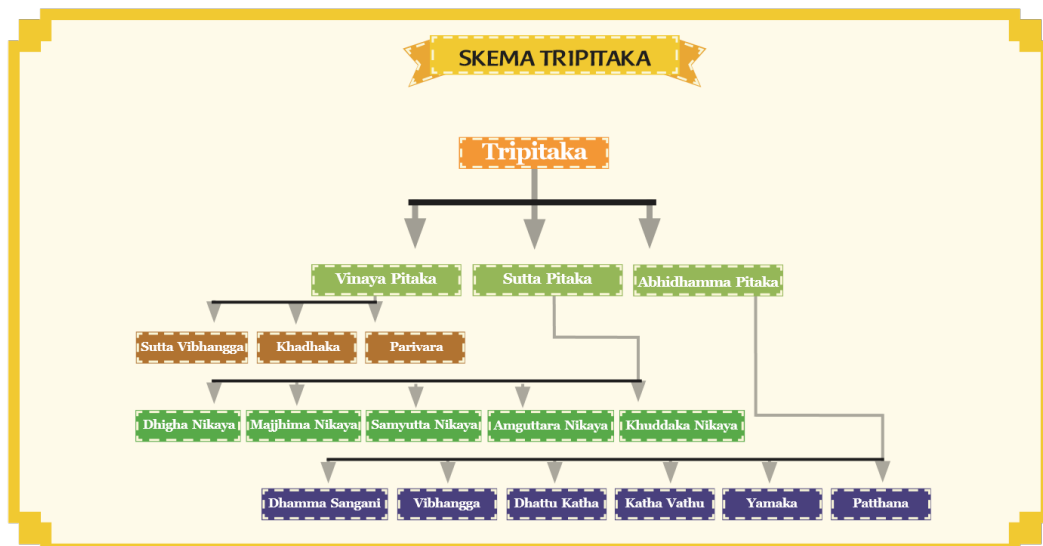 SKEMA TRIPITAKA
Tripitaka
Vinaya Pitaka
Sutta Pitaka
Abhidhamma Pitaka
Sutta Vibhangga
Khadhaka
Parivara
Dhigha Nikaya
Majjhima Nikaya
Samyutta Nikaya
Amguttara Nikaya
Khuddaka Nikaya
Dhamma Sangani
Vibhangga
Dhattu Katha
Katha Vathu
Yamaka
Patthana